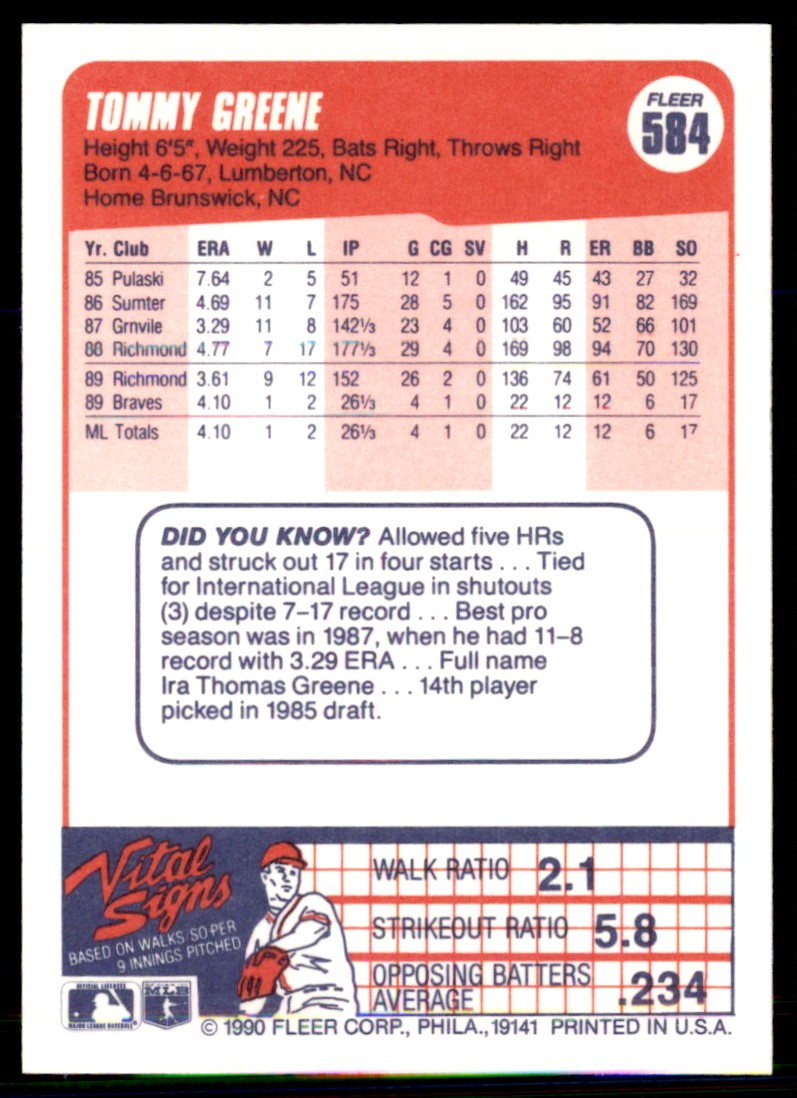 TOMMY GREENE
FLEER
584
Height 6'5", Weight 225, Bats Right, Throws Right
Born 4-6-67, Lumberton, NC
Home Brunswick, NC
Yr. Club ERA W L IP G CG SV H R ER BB SO
85 Pulaski 7.64 2 5 51 12 1 0 49 45 43 27 32
86 Sumter 4.69 11 7 175 28 5 0 162 95 91 82 169
87 Grnvile 3.29 11 8 142⅓ 23 4 0 103 60 52 66 101
88 Richmond 4.77 7 17 177⅓ 29 4 0 169 98 94 70 130
89 Richmond 3.61 9 12 152 26 2 0 136 74 61 50 125
89 Braves 4.10 1 2 26⅓ 4 1 0 22 12 12 6 17
ML Totals 4.10 1 2 26⅓ 4 1 0 22 12 12 6 17
DID YOU KNOW? Allowed five HRs
and struck out 17 in four starts . . . Tied
for International League in shutouts
(3) despite 7–17 record . . . Best pro
season was in 1987, when he had 11–8
record with 3.29 ERA . . . Full name
Ira Thomas Greene . . . 14th player
picked in 1985 draft.
Vital
Signs
BASED ON WALKS/SO PER
9 INNINGS PITCHED
WALK RATIO 2.1
STRIKEOUT RATIO 5.8
OPPOSING BATTERS
AVERAGE .234
OFFICIAL LICENSEE
MAJOR LEAGUE BASEBALL
© 1990 FLEER CORP., PHILA., 19141 PRINTED IN U.S.A.